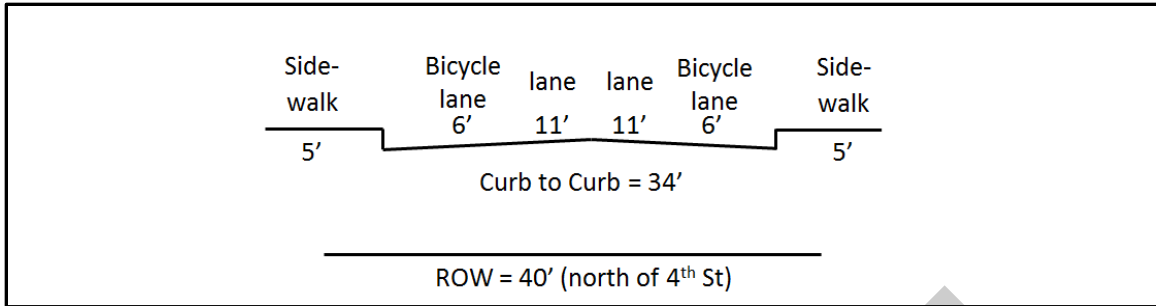 Side-
walk
Bicycle
lane
6’
lane
11’
lane
11’
Bicycle
lane
6’
Side-
walk
5’
5’
Curb to Curb = 34’
ROW = 40’ (north of 4th St)